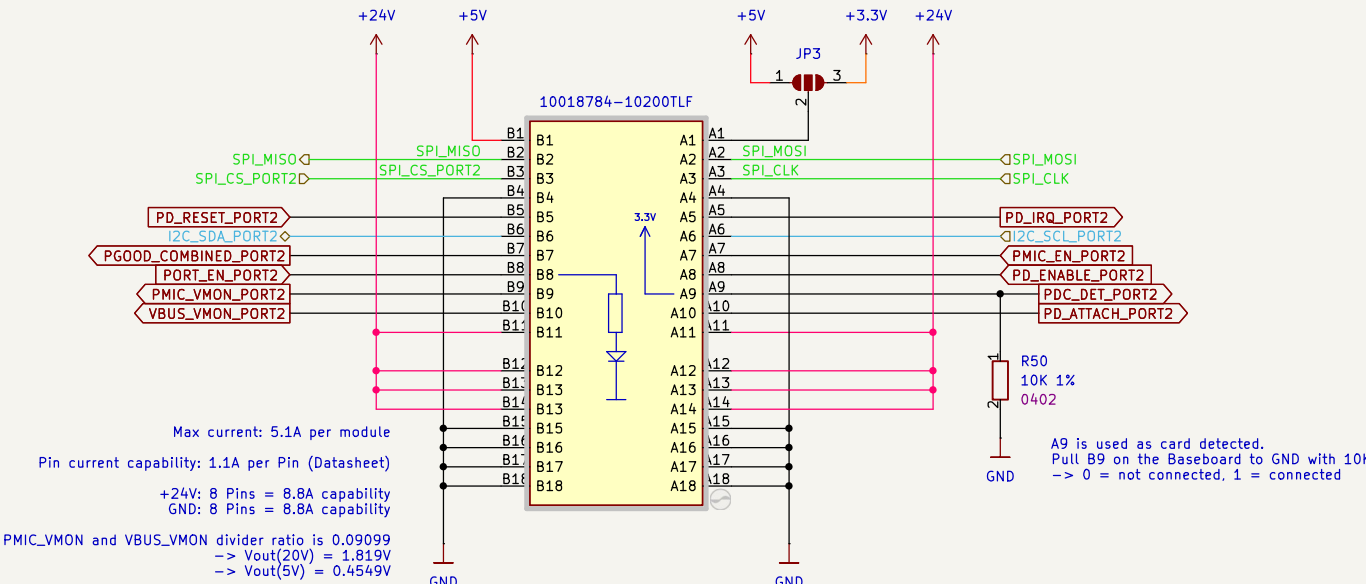 +24V
+5V
+5V
+3.3V
+24V
JP3
1
3
2
10018784-10200TLF
B1 B1 A1 A1
SPI_MISO SPI_MISO B2 B2 A2 A2 SPI_MOSI SPI_MOSI
SPI_CS_PORT2 SPI_CS_PORT2 B3 B3 A3 A3 SPI_CLK SPI_CLK
B4 B4 A4 A4
PD_RESET_PORT2 B5 B5 3.3V A5 A5 PD_IRQ_PORT2
I2C_SDA_PORT2 B6 B6 A6 A6 I2C_SCL_PORT2
PGOOD_COMBINED_PORT2 B7 B7 A7 A7 PMIC_EN_PORT2
PORT_EN_PORT2 B8 B8 A8 A8 PD_ENABLE_PORT2
PMIC_VMON_PORT2 B9 B9 A9 A9 PDC_DET_PORT2
VBUS_VMON_PORT2 B10 B10 A10 A10 PD_ATTACH_PORT2
B11 B11 A11 A11
B12 B12 A12 A12
B13 B13 A13 A13
B14 B13 A14 A14
B15 B15 A15 A15
B16 B16 A16 A16
B17 B17 A17 A17
B18 B18 A18 A18
1
R50
10K 1%
0402
2
GND
Max current: 5.1A per module
Pin current capability: 1.1A per Pin (Datasheet)
+24V: 8 Pins = 8.8A capability
GND: 8 Pins = 8.8A capability
PMIC_VMON and VBUS_VMON divider ratio is 0.09099
-> Vout(20V) = 1.819V
-> Vout(5V) = 0.4549V
A9 is used as card detected.
Pull B9 on the Baseboard to GND with 10K
-> 0 = not connected, 1 = connected
GND
GND